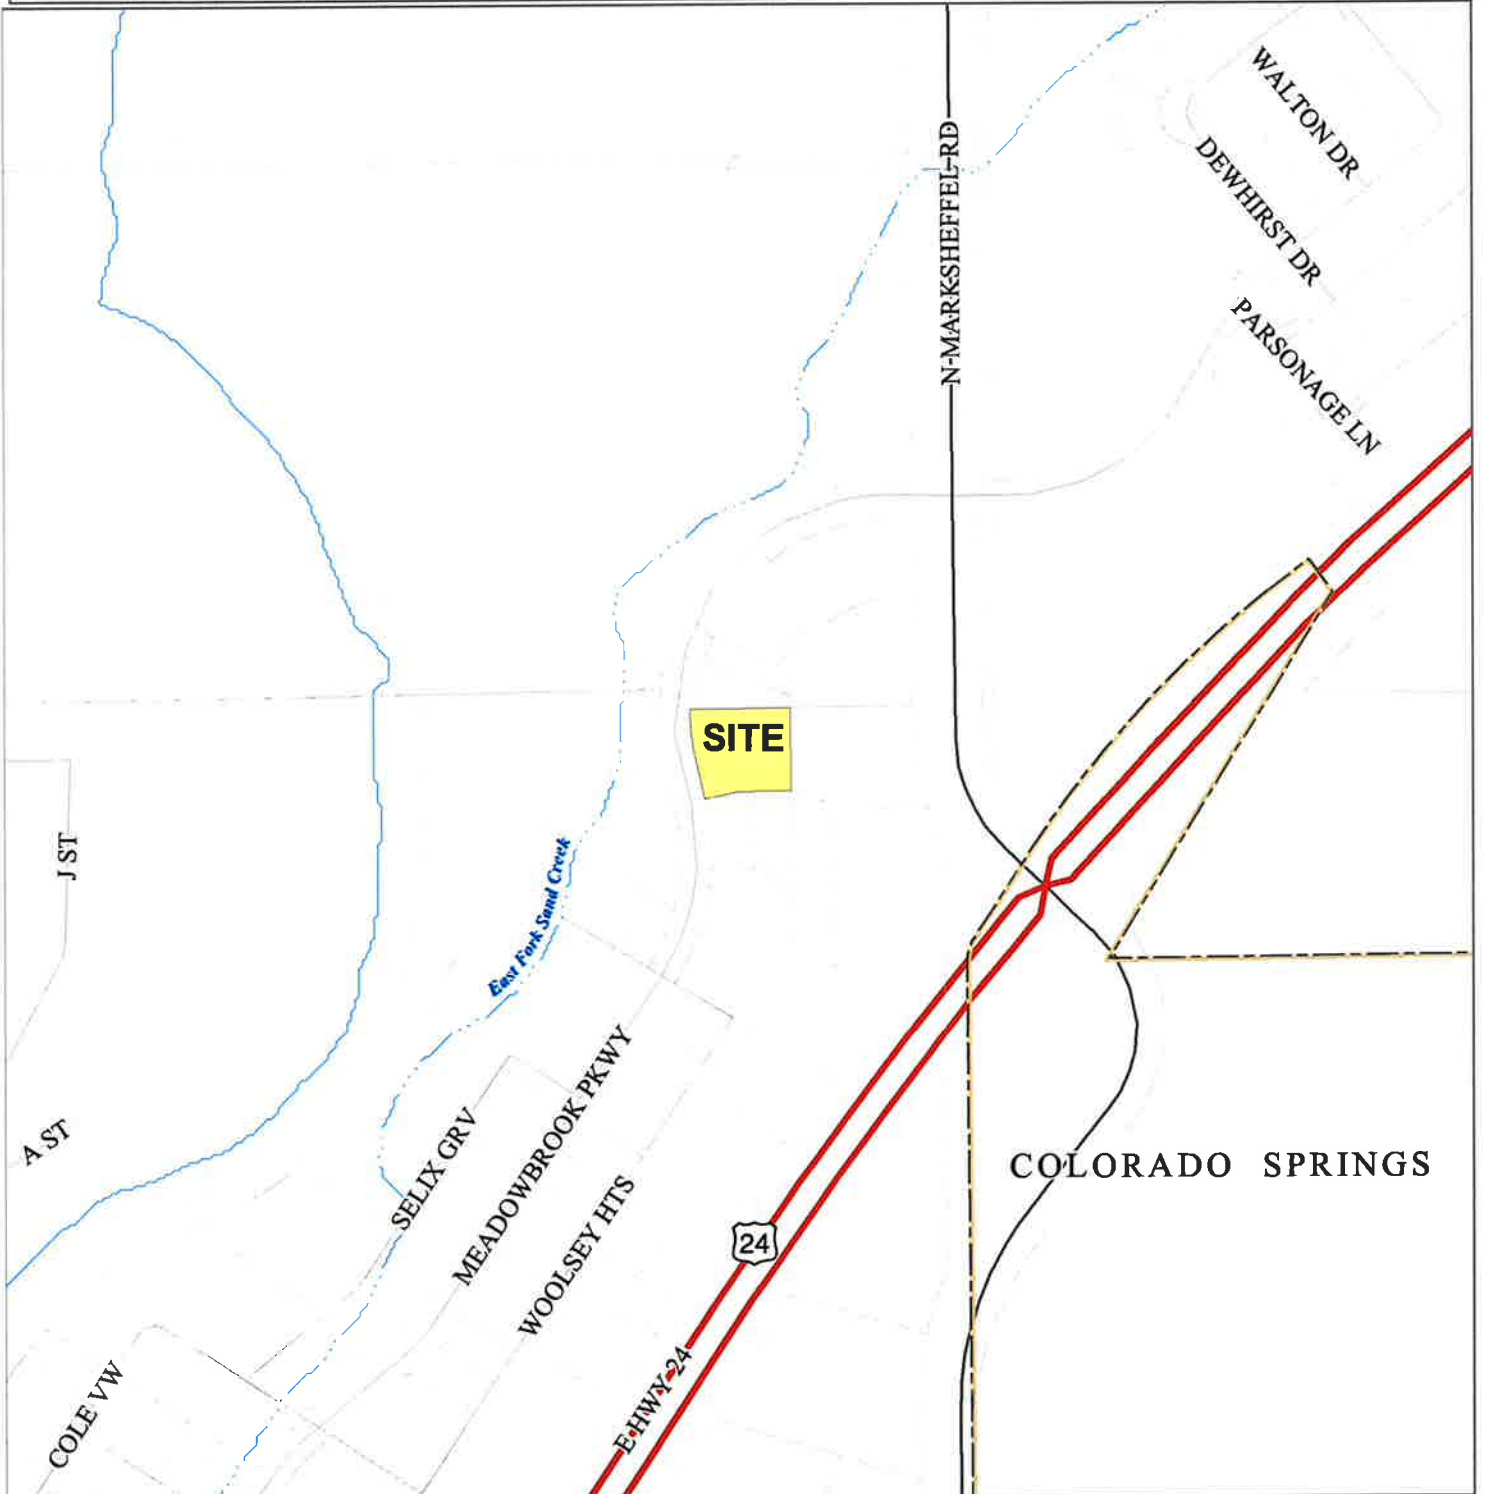 WALTON DR
DEWHIRST DR
N MARKSHEFFEL RD
PARSONAGE LN
SITE
J ST
East Fork Sand Creek
MEADOWBROOK PKWY
A ST
SELIX GRV
COLORADO SPRINGS
WOOLSEY HTS
24
E HWY 24
COLE VW